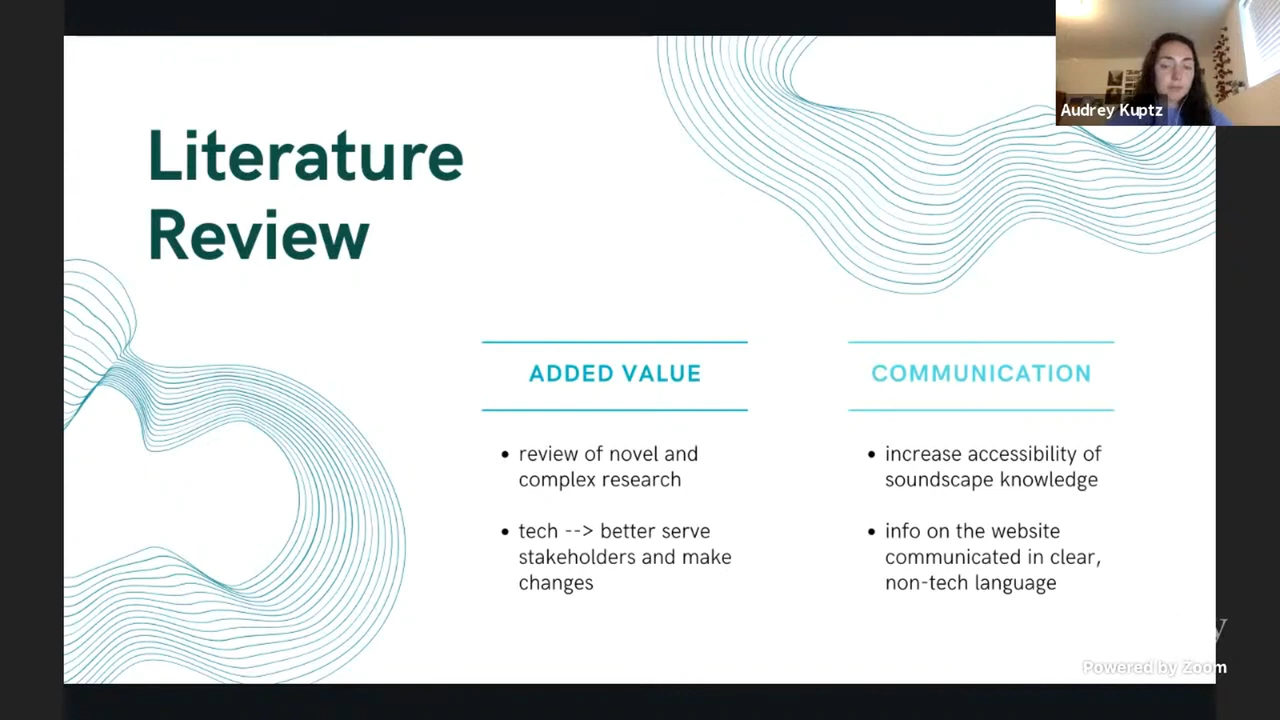 Audrey Kuptz
Literature
Review
ADDED VALUE
• review of novel and
complex research
• tech --> better serve
stakeholders and make
changes
COMMUNICATION
• increase accessibility of
soundscape knowledge
• info on the website
communicated in clear,
non-tech language
Powered by Zoom